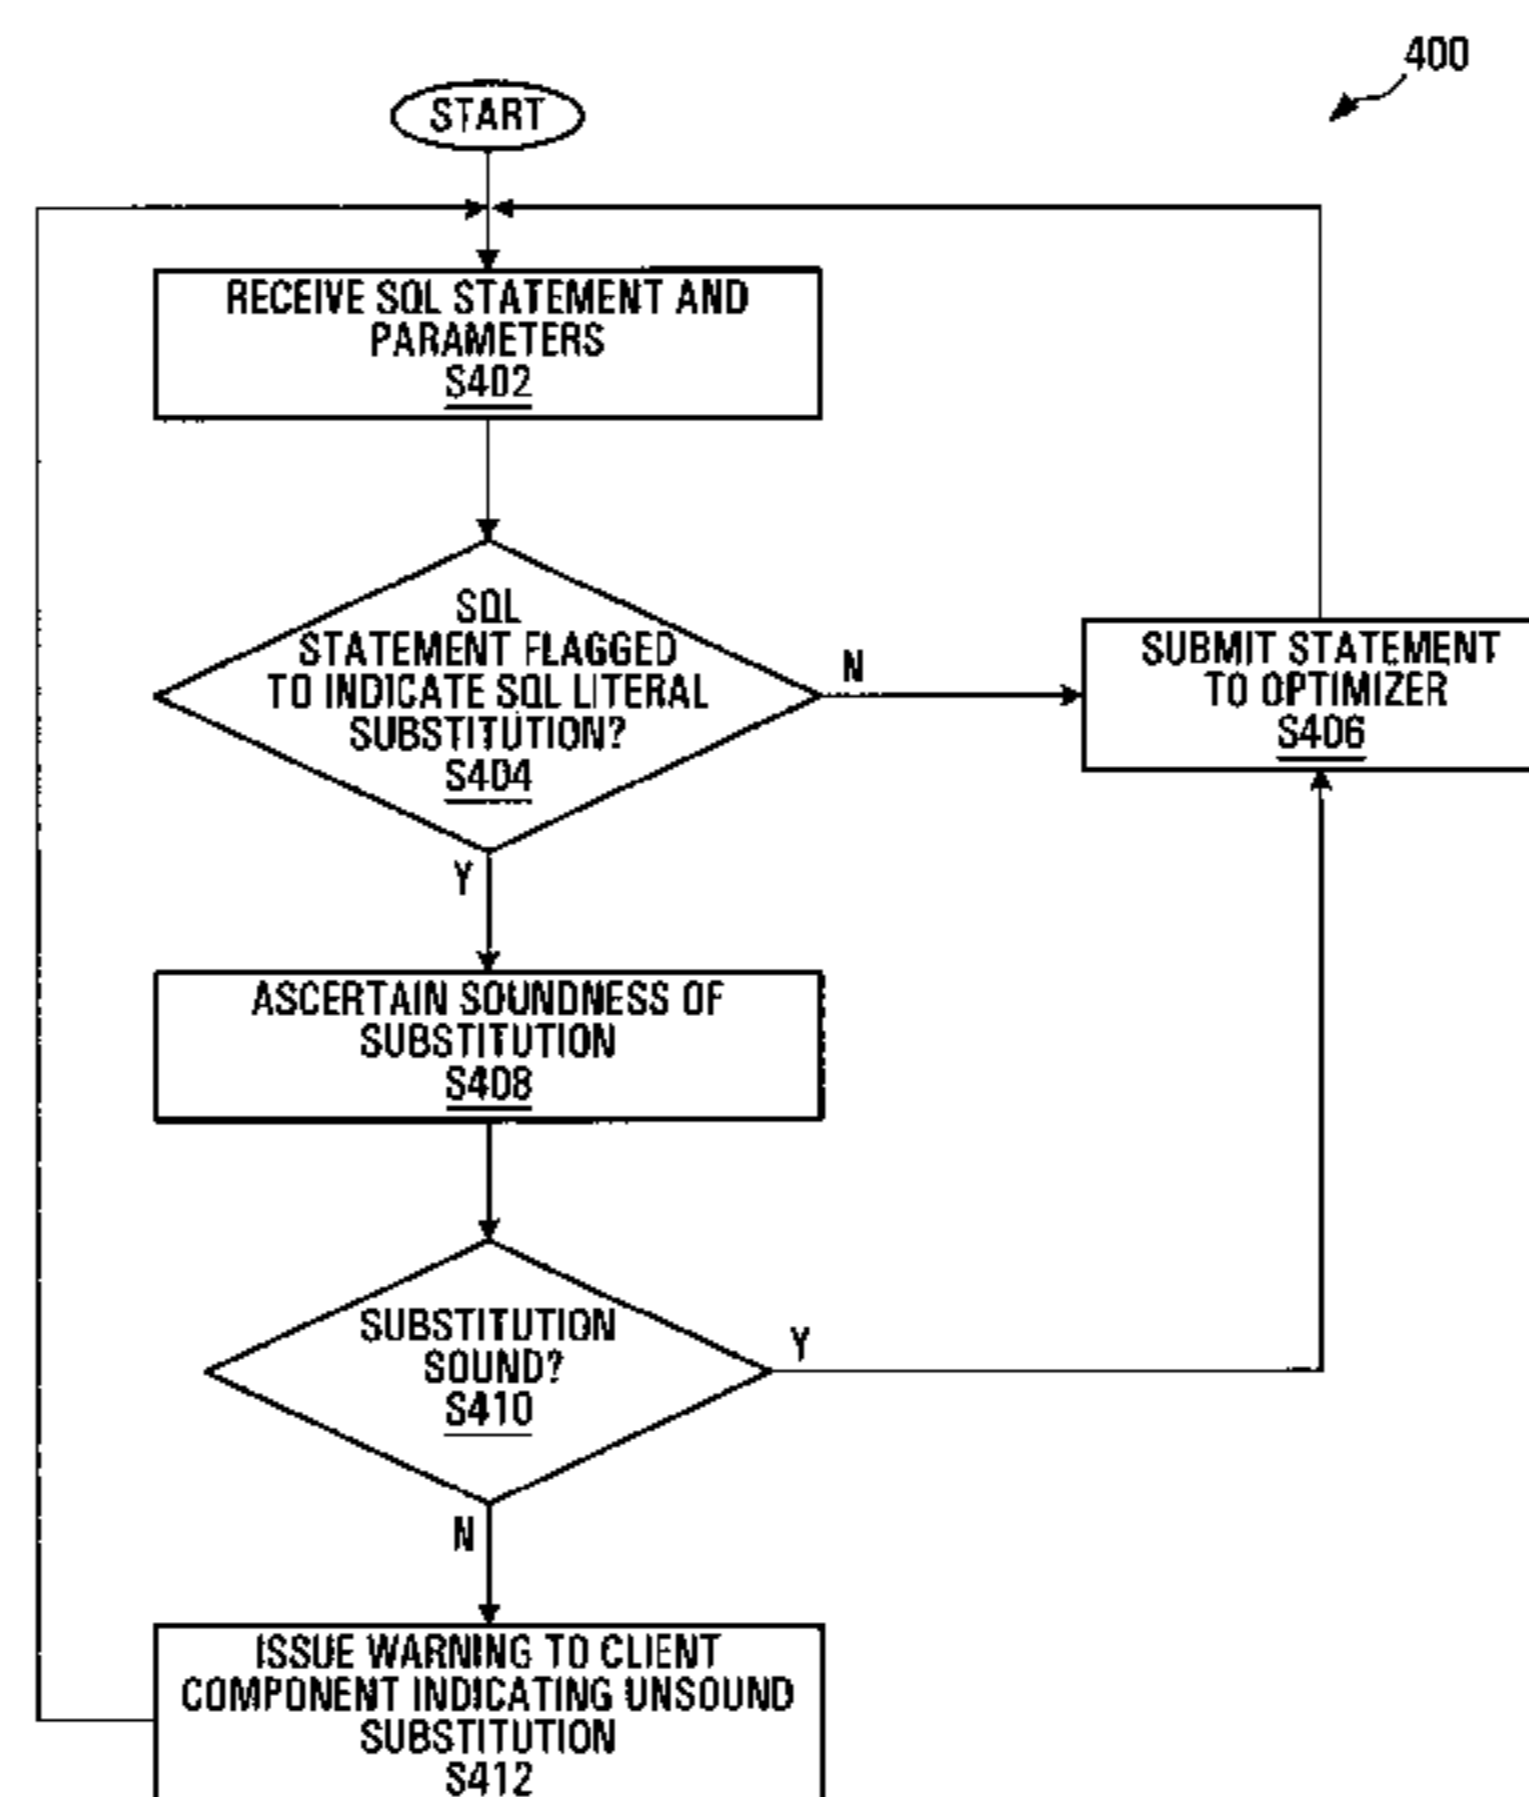 400
START
RECEIVE SQL STATEMENT AND
PARAMETERS
S402
SQL
STATEMENT FLAGGED
TO INDICATE SQL LITERAL
SUBSTITUTION?
S404
N
SUBMIT STATEMENT
TO OPTIMIZER
S406
Y
ASCERTAIN SOUNDNESS OF
SUBSTITUTION
S408
SUBSTITUTION
SOUND?
S410
Y
N
ISSUE WARNING TO CLIENT
COMPONENT INDICATING UNSOUND
SUBSTITUTION
S412